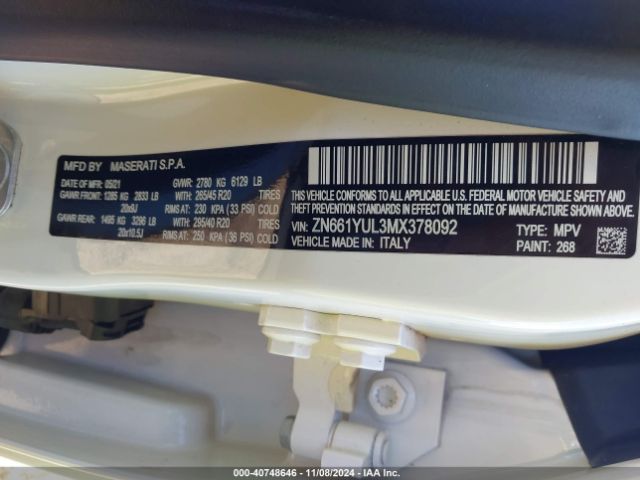 MFD BY MASERATI S.P.A.
DATE OF MFD: 05/21 GVWR: 2780 KG 6129 LB
GAWR FRONT: 1285 KG 2833 LB WITH 265/45 R20 TIRES
20x9J RIMS AT: 230 KPA (33 PSI) COLD
GAWR REAR: 1495 KG 3296 LB WITH 295/40 R20 TIRES
20x10.5J RIMS AT: 250 KPA (36 PSI) COLD
THIS VEHICLE CONFORMS TO ALL APPLICABLE U.S. FEDERAL MOTOR VEHICLE SAFETY
AND THEFT PREVENTION STANDARDS IN EFFECT ON THE DATE OF MANUFACTURE SHOWN ABOVE.
VIN: ZN661YUL3MX378092 TYPE: MPV
VEHICLE MADE IN: ITALY PAINT: 268
000-40748646 - 11/08/2024 - IAA Inc.